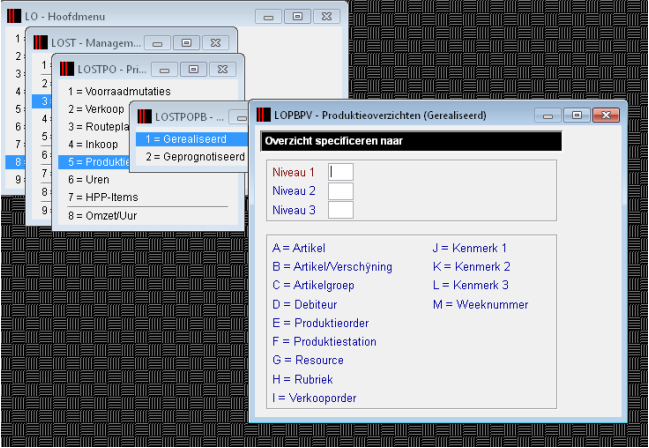 LO - Hoofdmenu
LOST - Managem...
LOSTPO - Pri...
1 = Voorraadmutaties
2 = Verkoop
3 = Routepla
4 = Inkoop
5 = Produktie
6 = Uren
7 = HPP-Items
8 = Omzet/Uur
LOSTPOPB - ...
1 = Gerealiseerd
2 = Geprognotiseerd
LOPBPV - Produktieoverzichten (Gerealiseerd)
Overzicht specificeren naar
Niveau 1
Niveau 2
Niveau 3
A = Artikel
B = Artikel/Verschÿning
C = Artikelgroep
D = Debiteur
E = Produktieorder
F = Produktiestation
G = Resource
H = Rubriek
I = Verkooporder
J = Kenmerk 1
K = Kenmerk 2
L = Kenmerk 3
M = Weeknummer